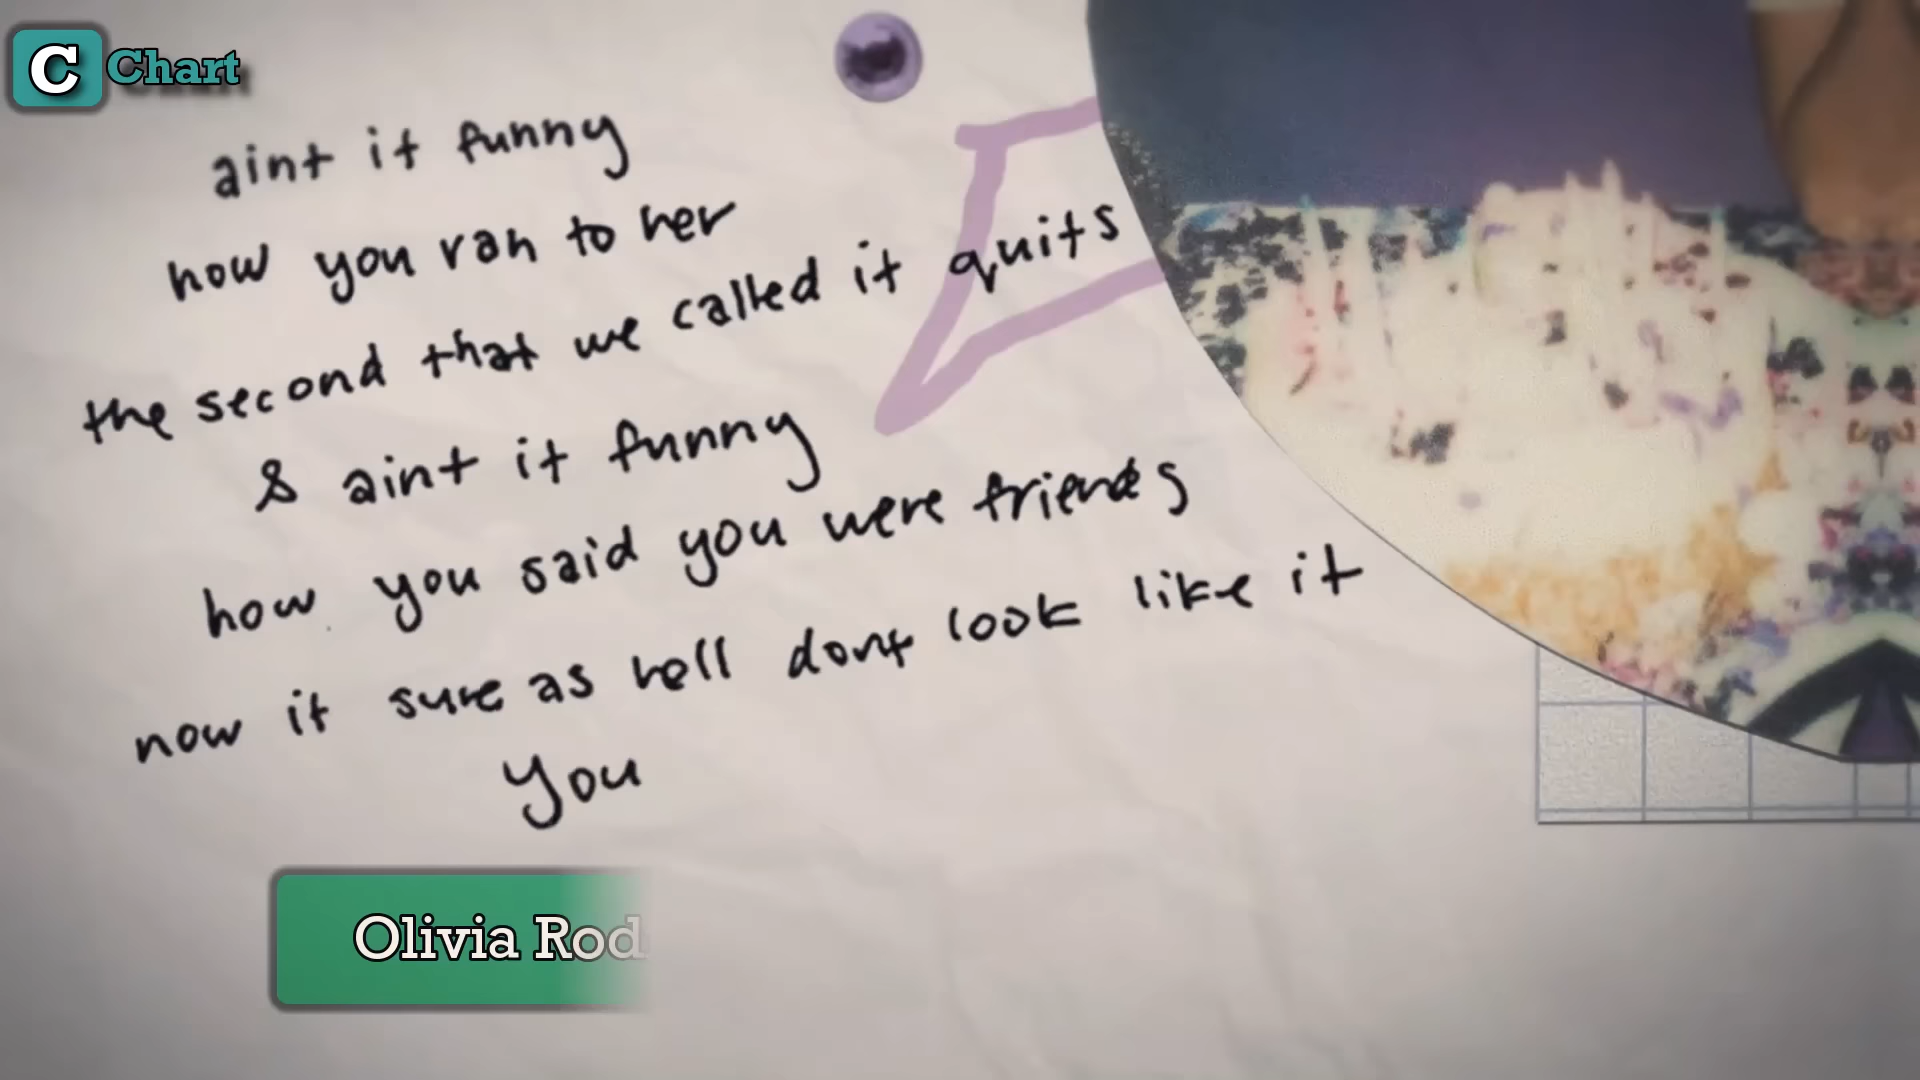 C Chart
aint it funny
how you ran to her
the second that we called it quits
& aint it funny
how you said you were friends
now it sure as hell dont look like it
You
Olivia Rod